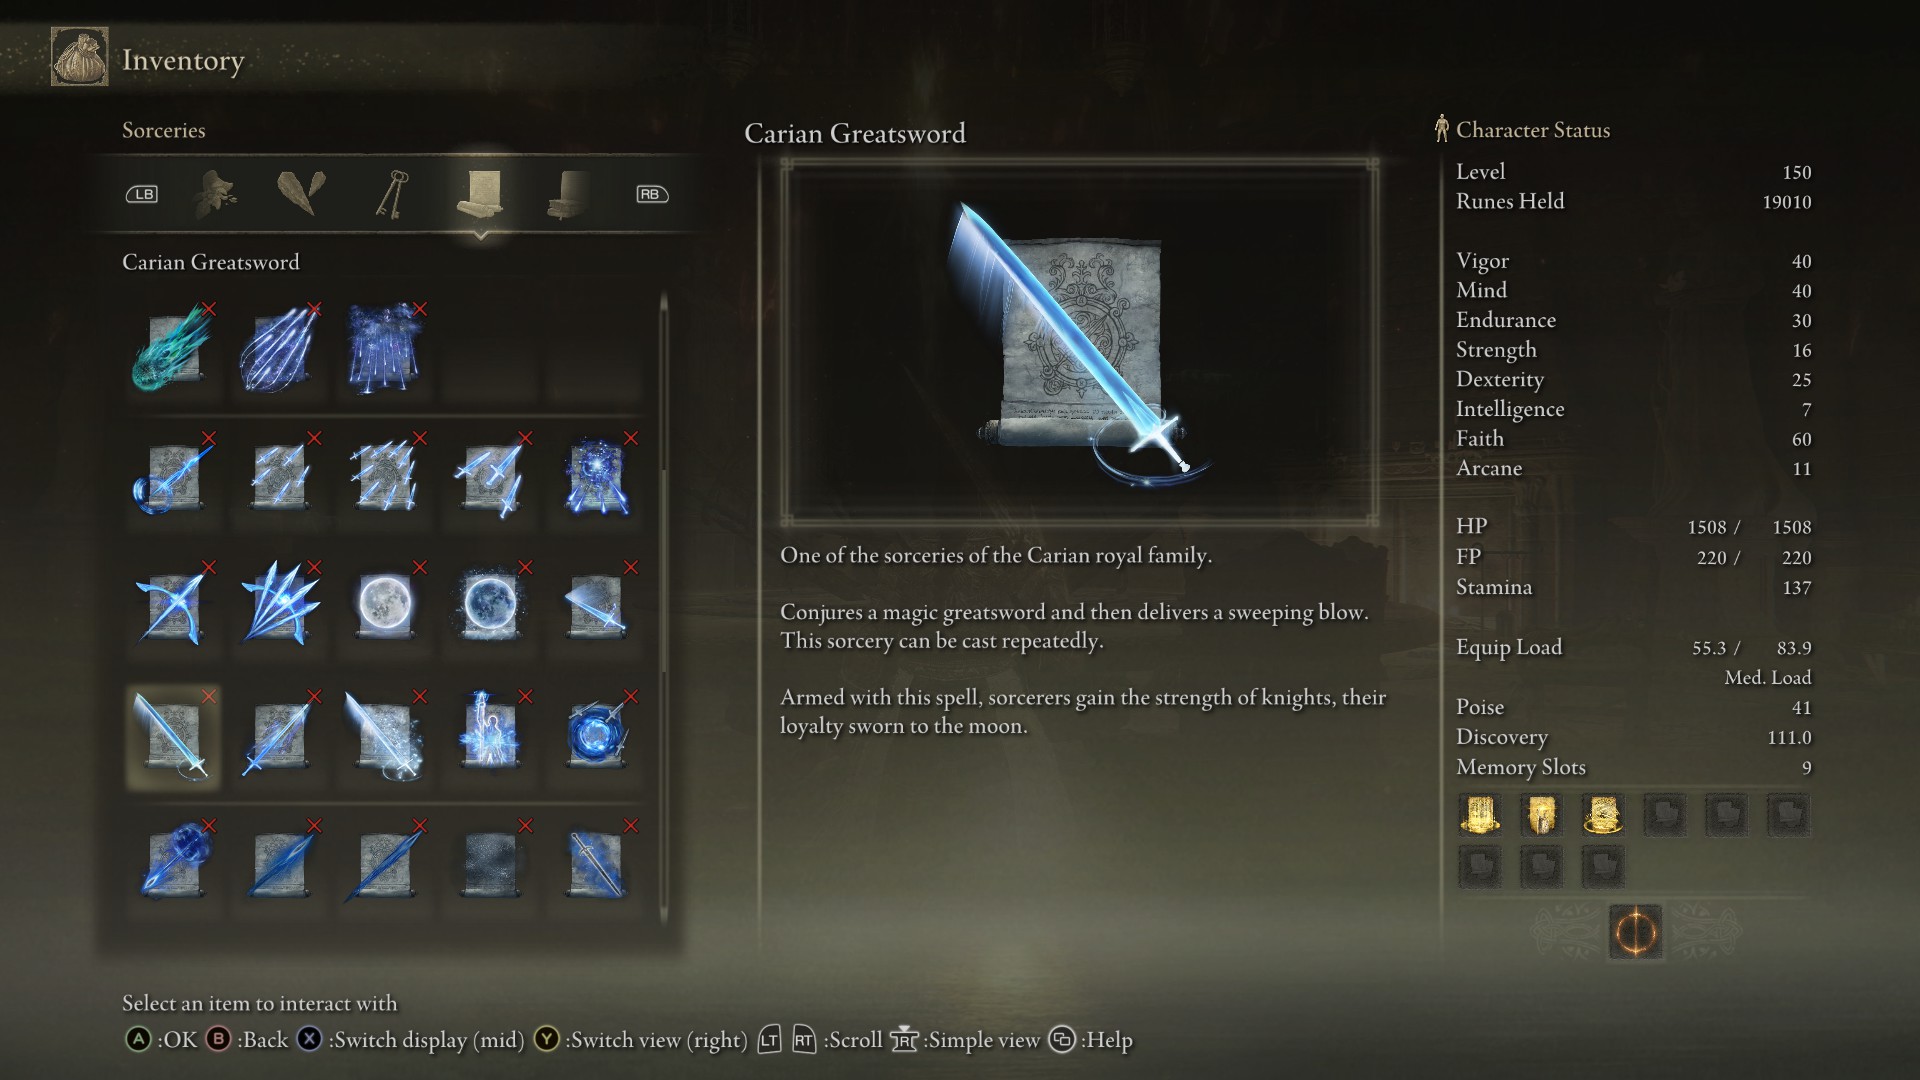 Inventory
Sorceries
LB
RB
Carian Greatsword
Carian Greatsword
One of the sorceries of the Carian royal family.
Conjures a magic greatsword and then delivers a sweeping blow.
This sorcery can be cast repeatedly.
Armed with this spell, sorcerers gain the strength of knights, their
loyalty sworn to the moon.
Character Status
Level 150
Runes Held 19010
Vigor 40
Mind 40
Endurance 30
Strength 16
Dexterity 25
Intelligence 7
Faith 60
Arcane 11
HP 1508 / 1508
FP 220 / 220
Stamina 137
Equip Load 55.3 / 83.9
Med. Load
Poise 41
Discovery 111.0
Memory Slots 9
Select an item to interact with
A :OK B :Back X :Switch display (mid) Y :Switch view (right) LT RT :Scroll R :Simple view :Help